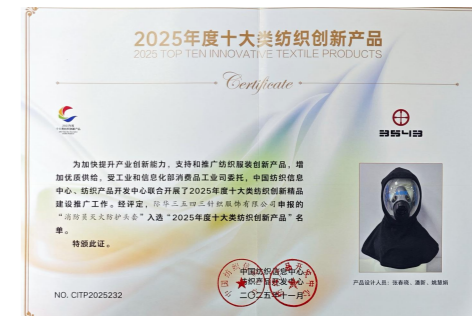 2025年度十大类纺织创新产品
2025 TOP TEN INNOVATIVE TEXTILE PRODUCTS
Certificate
3543
为加快提升产业创新能力，支持和推广纺织服装创新产品，增
加优质供给，受工业和信息化部消费品工业司委托，中国纺织信息
中心、纺织产品开发中心联合开展了2025年度十大类纺织创新精品
建设推广工作。经评定，际华三五四三针织服饰有限公司申报的
“消防员灭火防护头套”入选“2025年度十大类纺织创新产品”名
单。
特颁此证。
中国纺织信息中心
纺织产品开发中心
二〇二五年十一月
产品设计人员：张春雨、潘新、姚慧娟
NO. CITP2025232